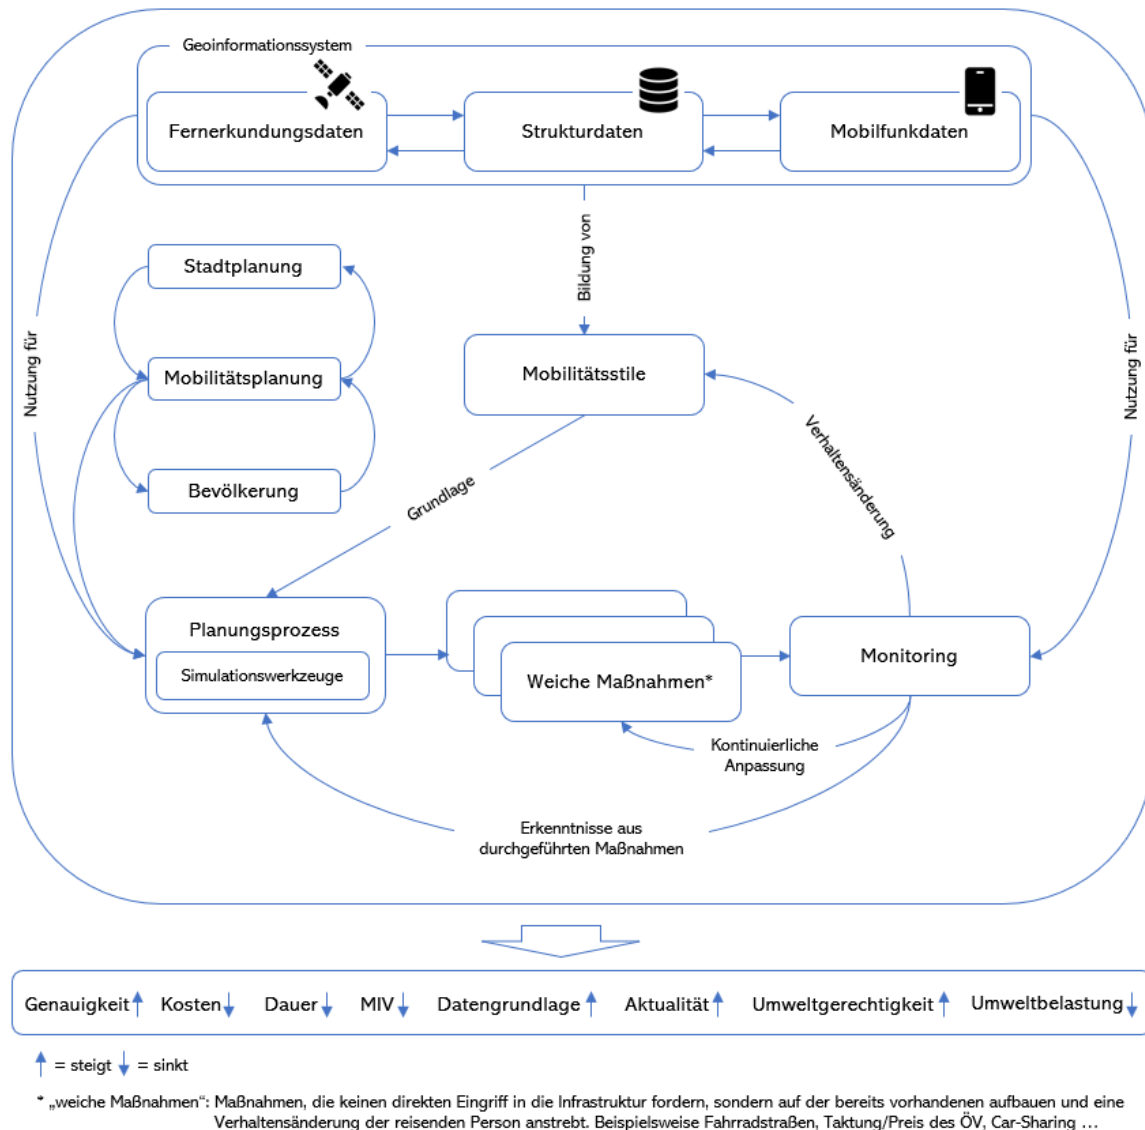 Geoinformationssystem
Fernerkundungsdaten
Strukturdaten
Mobilfunkdaten
Bildung von
Stadtplanung
Nutzung für
Nutzung für
Mobilitätsplanung
Mobilitätsstile
Verhaltensänderung
Bevölkerung
Grundlage
Planungsprozess
Simulationswerkzeuge
Weiche Maßnahmen*
Monitoring
Kontinuierliche
Anpassung
Erkenntnisse aus
durchgeführten Maßnahmen
Genauigkeit↑ Kosten↓ Dauer↓ MIV↓ Datengrundlage↑ Aktualität↑ Umweltgerechtigkeit↑ Umweltbelastung↓
↑ = steigt ↓ = sinkt
* „weiche Maßnahmen“: Maßnahmen, die keinen direkten Eingriff in die Infrastruktur fordern, sondern auf der bereits vorhandenen aufbauen und eine
Verhaltensänderung der reisenden Person anstrebt. Beispielsweise Fahrradstraßen, Taktung/Preis des ÖV, Car-Sharing ...